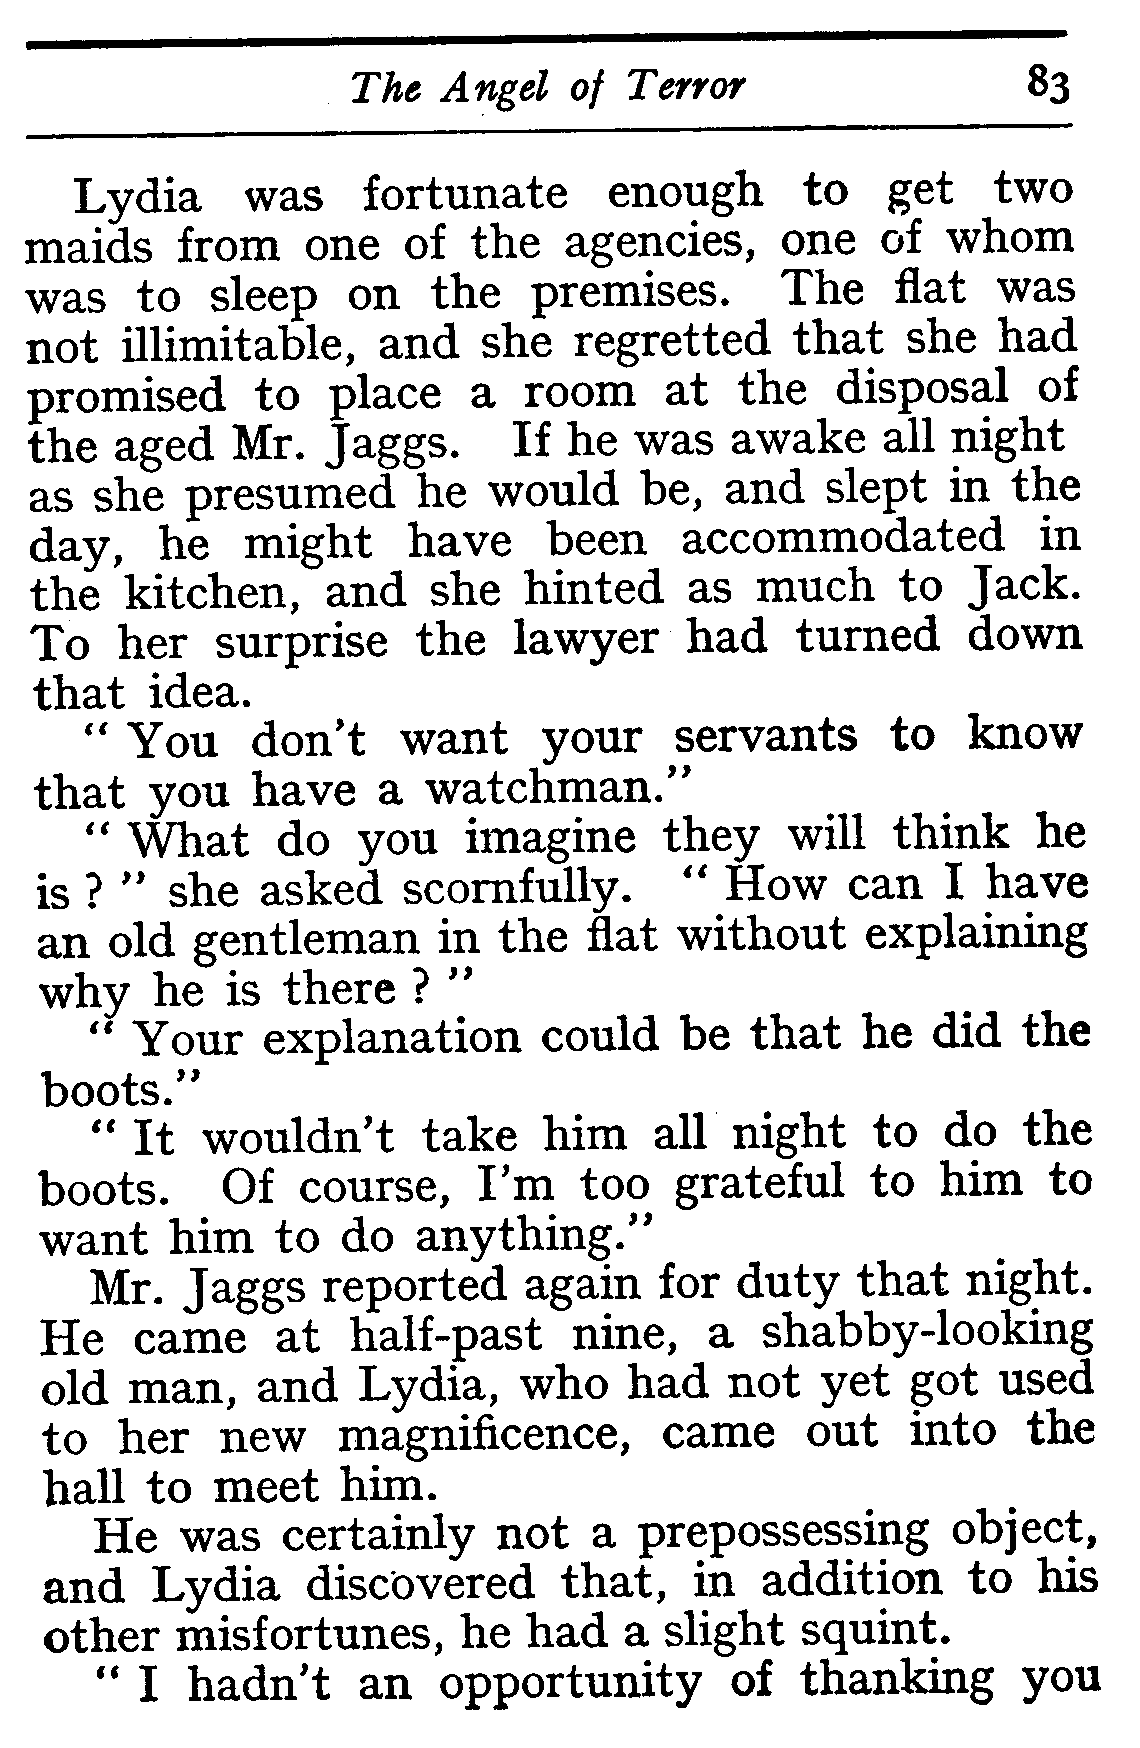 The Angel of Terror 83
Lydia was fortunate enough to get two
maids from one of the agencies, one of whom
was to sleep on the premises. The flat was
not illimitable, and she regretted that she had
promised to place a room at the disposal of
the aged Mr. Jaggs. If he was awake all night
as she presumed he would be, and slept in the
day, he might have been accommodated in
the kitchen, and she hinted as much to Jack.
To her surprise the lawyer had turned down
that idea.
“ You don’t want your servants to know
that you have a watchman.”
“ What do you imagine they will think he
is ? ” she asked scornfully. “ How can I have
an old gentleman in the flat without explaining
why he is there ? ”
“ Your explanation could be that he did the
boots.”
“ It wouldn’t take him all night to do the
boots. Of course, I’m too grateful to him to
want him to do anything.”
Mr. Jaggs reported again for duty that night.
He came at half-past nine, a shabby-looking
old man, and Lydia, who had not yet got used
to her new magnificence, came out into the
hall to meet him.
He was certainly not a prepossessing object,
and Lydia discovered that, in addition to his
other misfortunes, he had a slight squint.
“ I hadn’t an opportunity of thanking you